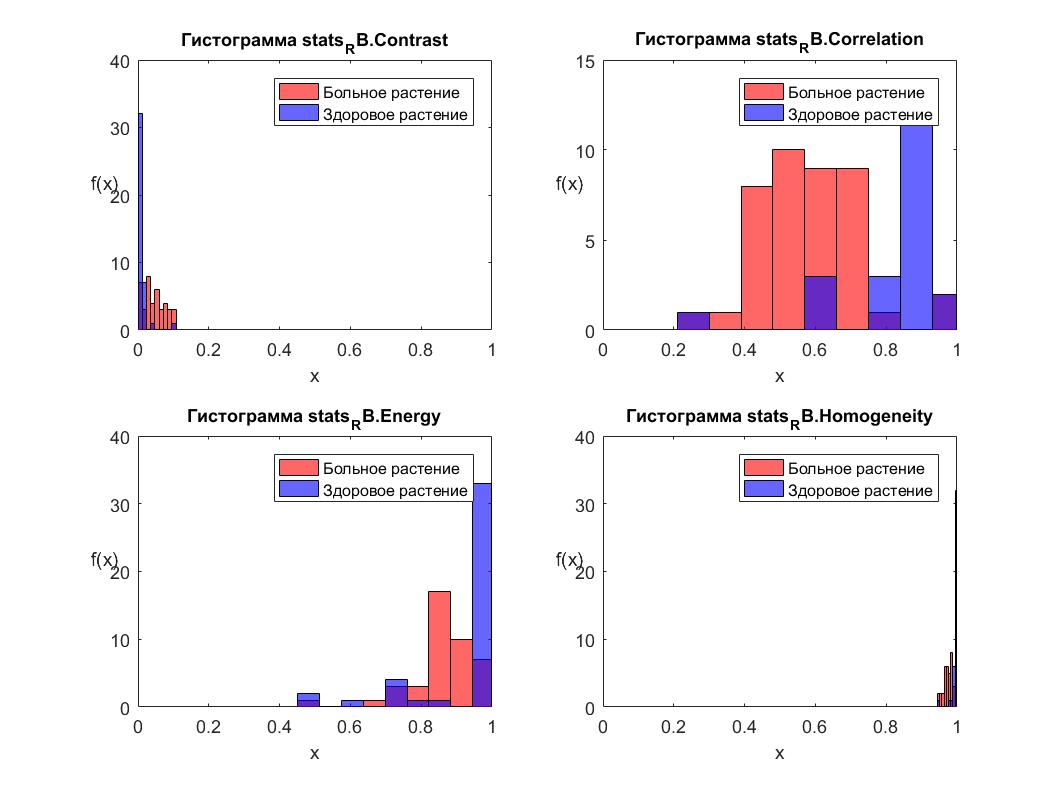 Гистограмма stats_RB.Contrast
40
30
20
10
0
f(x)
Больное растение
Здоровое растение
0 0.2 0.4 0.6 0.8 1
x
Гистограмма stats_RB.Correlation
15
10
5
0
f(x)
Больное растение
Здоровое растение
0 0.2 0.4 0.6 0.8 1
x
Гистограмма stats_RB.Energy
40
30
20
10
0
f(x)
Больное растение
Здоровое растение
0 0.2 0.4 0.6 0.8 1
x
Гистограмма stats_RB.Homogeneity
40
30
20
10
0
f(x)
Больное растение
Здоровое растение
0 0.2 0.4 0.6 0.8 1
x